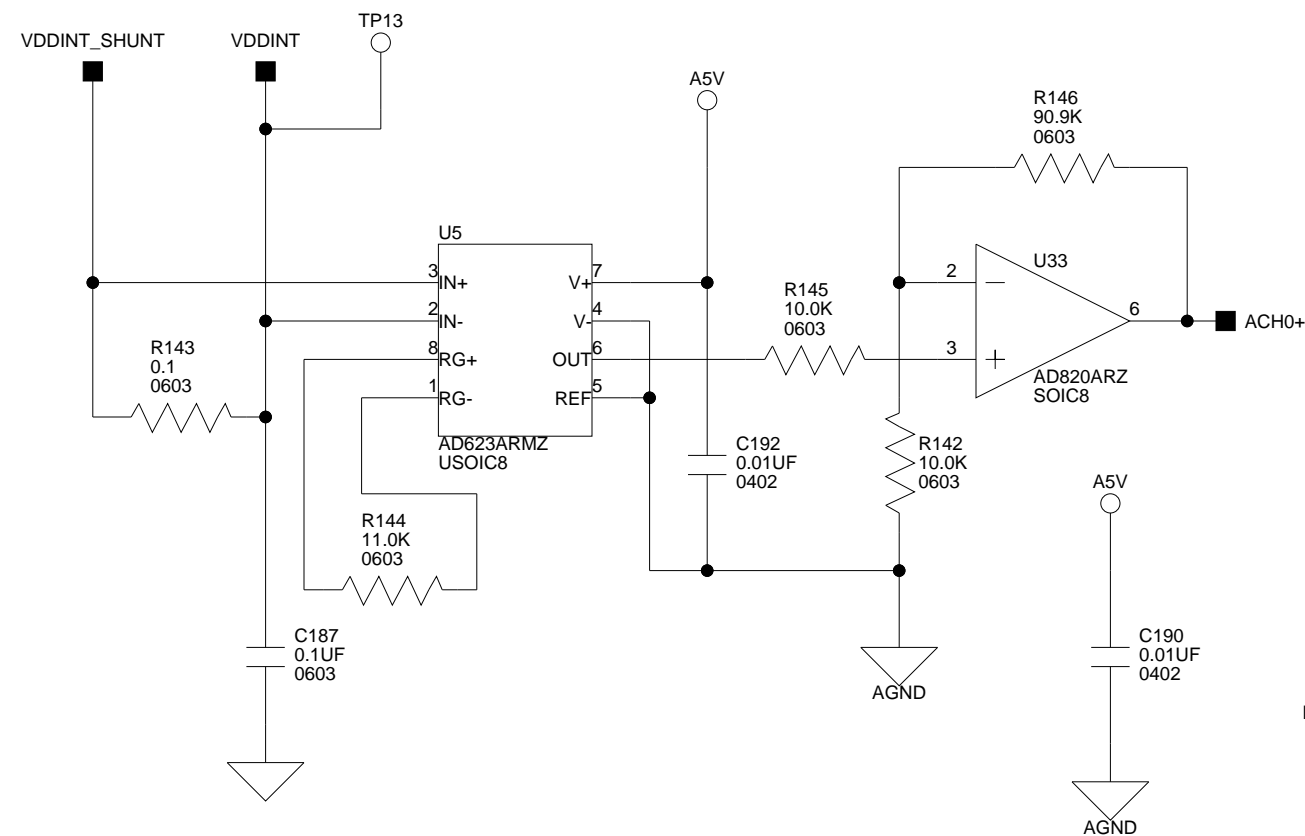 TP13
VDDINT_SHUNT
VDDINT
A5V
R146
90.9K
0603
U5
3
IN+
2
IN-
8
RG+
1
RG-
7
V+
4
V-
6
OUT
5
REF
AD623ARMZ
USOIC8
R143
0.1
0603
R145
10.0K
0603
2
3
U33
6
ACH0+
AD820ARZ
SOIC8
C192
0.01UF
0402
R142
10.0K
0603
R144
11.0K
0603
A5V
C187
0.1UF
0603
AGND
C190
0.01UF
0402
AGND